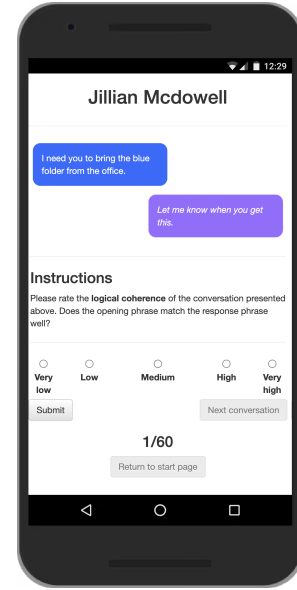 12:29
Jillian Mcdowell
I need you to bring the blue
folder from the office.
Let me know when you get
this.
Instructions
Please rate the logical coherence of the conversation presented
above. Does the opening phrase match the response phrase
well?
Very low
Low
Medium
High
Very high
Submit
Next conversation
1/60
Return to start page